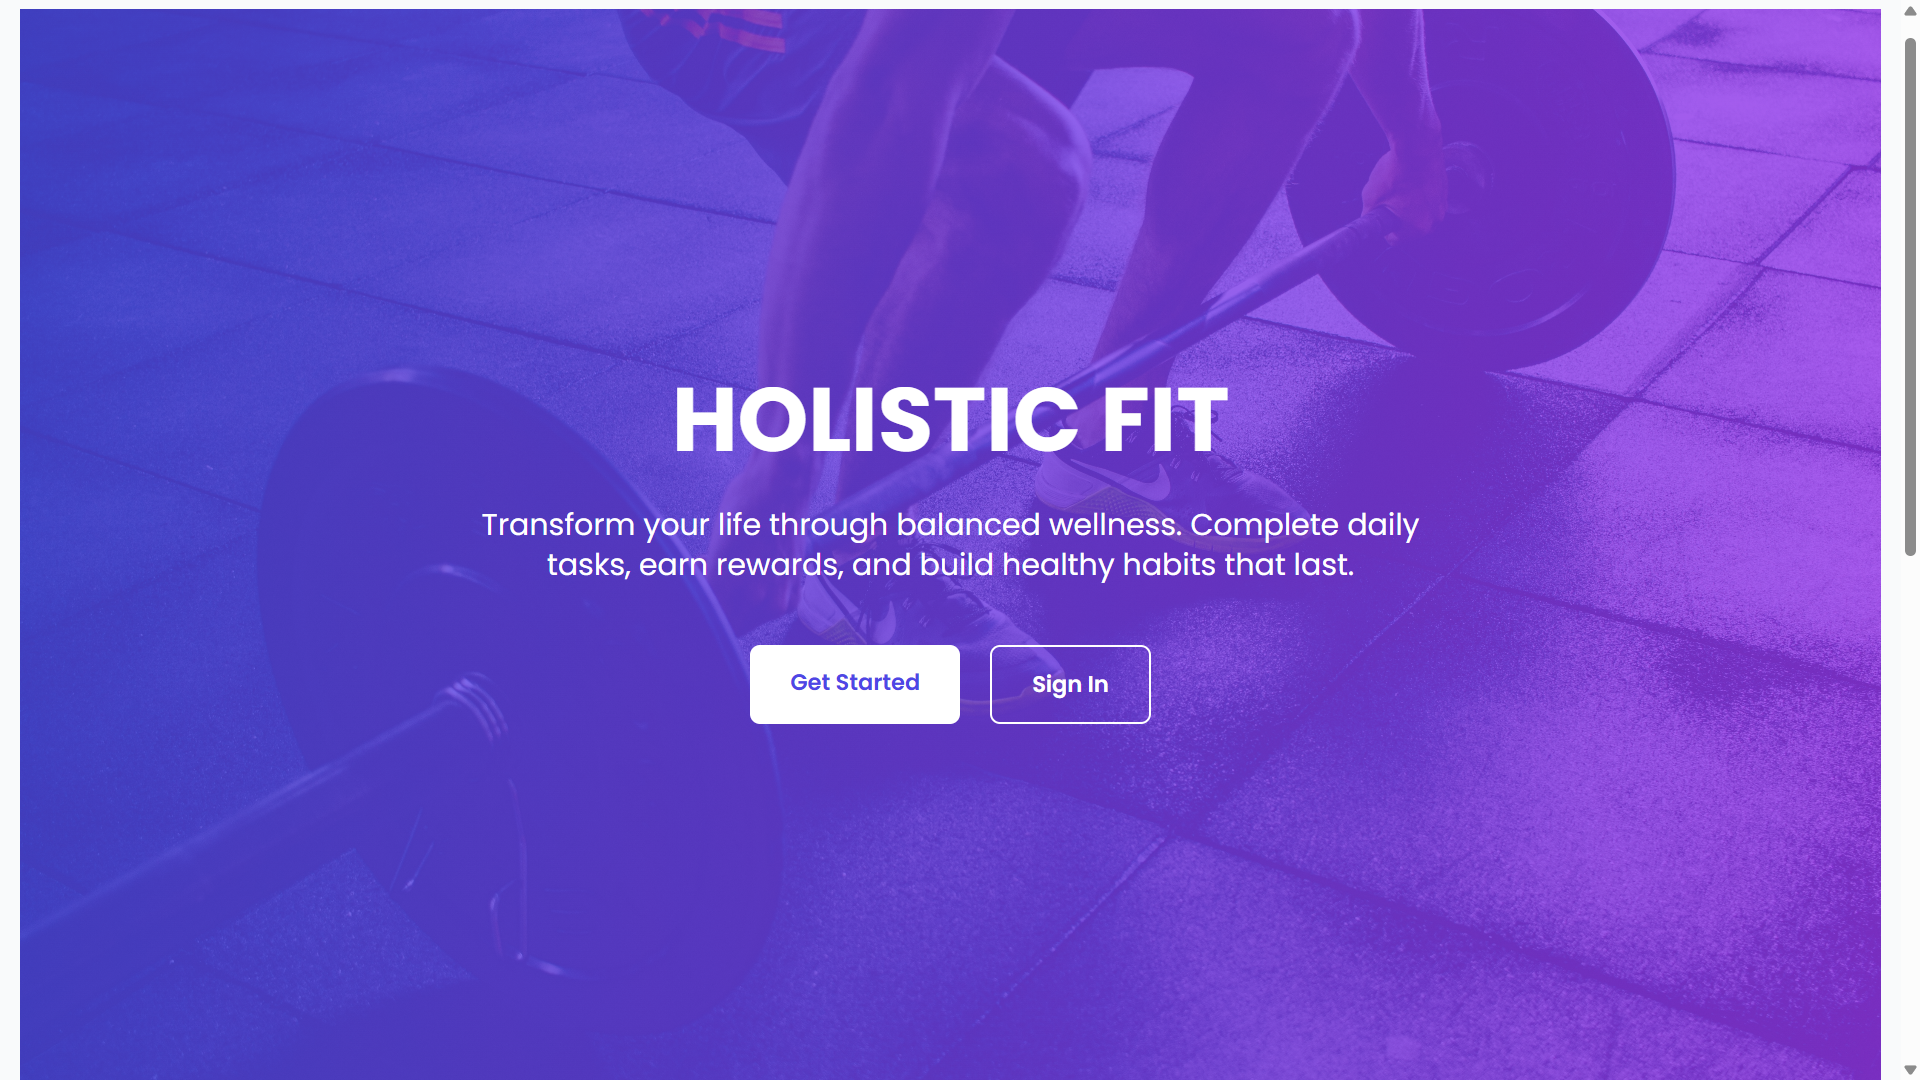 HOLISTIC FIT
Transform your life through balanced wellness. Complete daily
tasks, earn rewards, and build healthy habits that last.
Get Started
Sign In